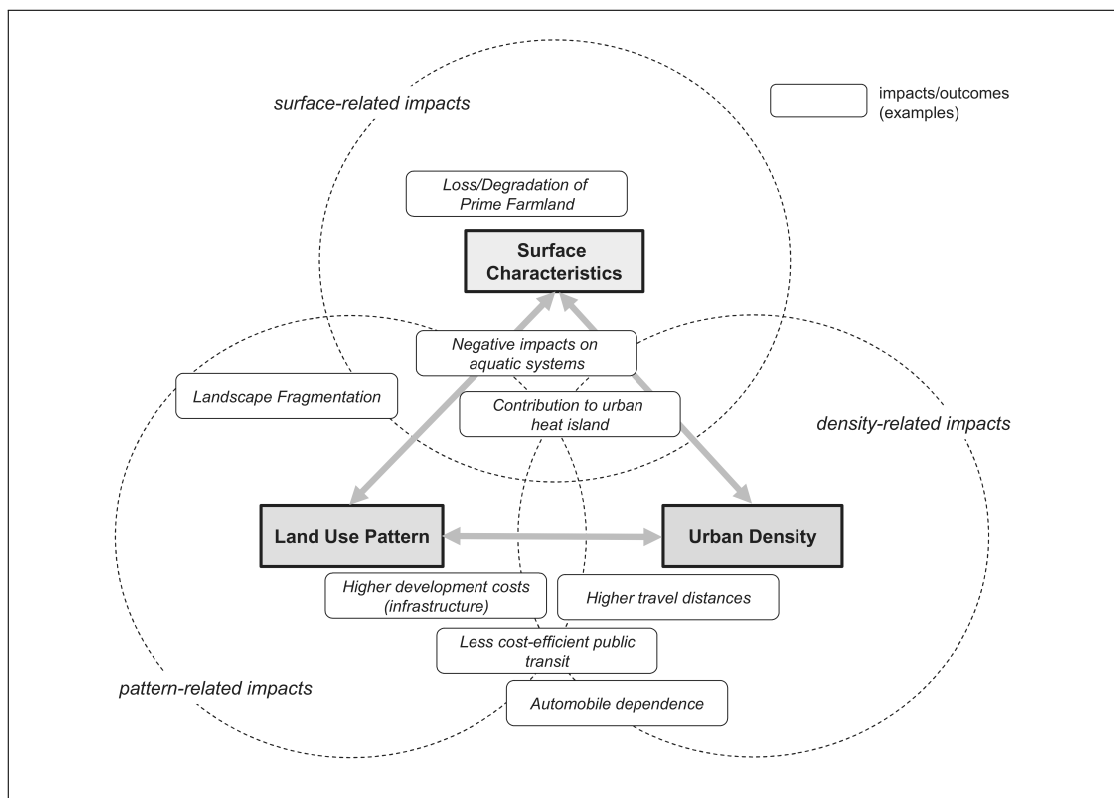 surface-related impacts
impacts/outcomes
(examples)
Loss/Degradation of
Prime Farmland
Surface
Characteristics
Negative impacts on
aquatic systems
Landscape Fragmentation
Contribution to urban
heat island
density-related impacts
Land Use Pattern
Urban Density
Higher development costs
(infrastructure)
Higher travel distances
Less cost-efficient public
transit
pattern-related impacts
Automobile dependence